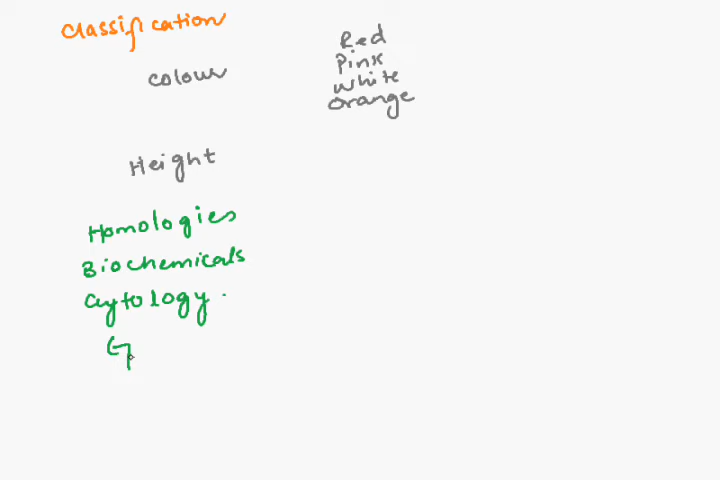 Classification
colour
Red
Pink
White
Orange
Height
Homologies
Biochemicals
Cytology.
G